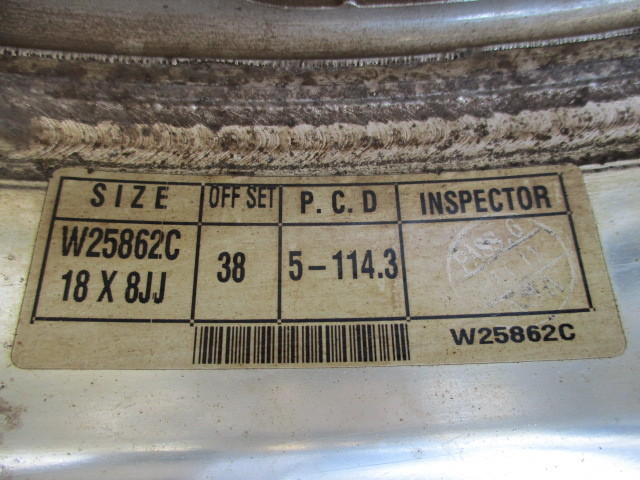 SIZE OFF SET P.C.D INSPECTOR
W25862C
18 X 8JJ 38 5-114.3
W25862C